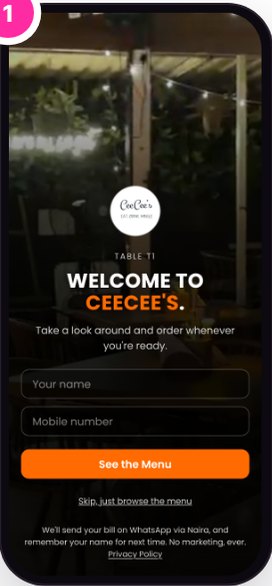 1
CeeCee's
TABLE T1
WELCOME TO
CEECEE'S.
Take a look around and order whenever
you're ready.
Your name
Mobile number
See the Menu
Skip, just browse the menu
We'll send your bill on WhatsApp via Naira, and
remember your name for next time. No marketing, ever.
Privacy Policy